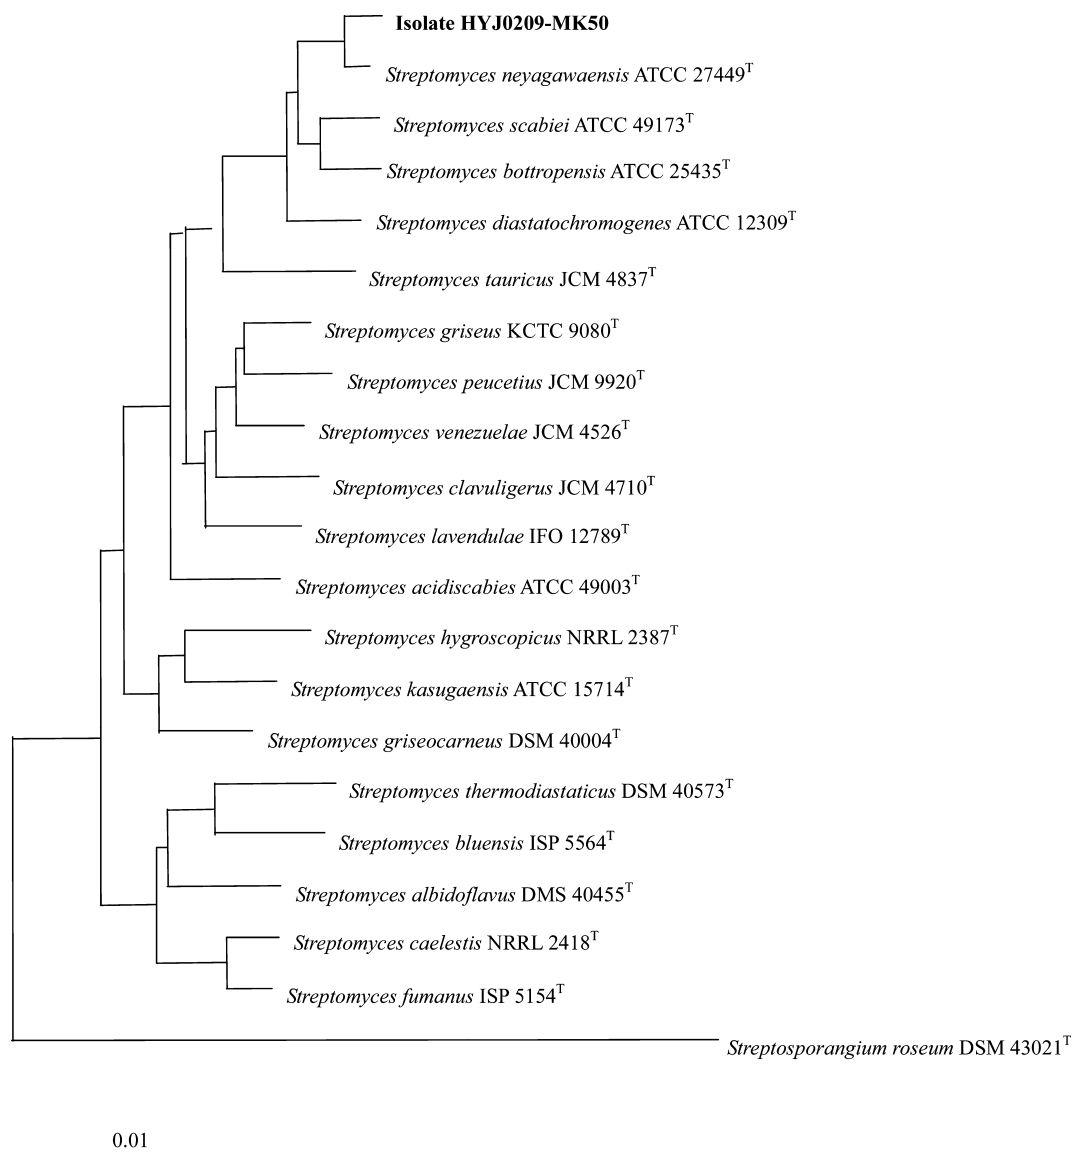 Isolate HYJ0209-MK50
Streptomyces neyagawaensis ATCC 27449T
Streptomyces scabiei ATCC 49173T
Streptomyces bottropensis ATCC 25435T
Streptomyces diastatochromogenes ATCC 12309T
Streptomyces tauricus JCM 4837T
Streptomyces griseus KCTC 9080T
Streptomyces peucetius JCM 9920T
Streptomyces venezuelae JCM 4526T
Streptomyces clavuligerus JCM 4710T
Streptomyces lavendulae IFO 12789T
Streptomyces acidiscabies ATCC 49003T
Streptomyces hygroscopicus NRRL 2387T
Streptomyces kasugaensis ATCC 15714T
Streptomyces griseocarneus DSM 40004T
Streptomyces thermodiastaticus DSM 40573T
Streptomyces bluensis ISP 5564T
Streptomyces albidoflavus DMS 40455T
Streptomyces caelestis NRRL 2418T
Streptomyces fumanus ISP 5154T
Streptosporangium roseum DSM 43021T
0.01